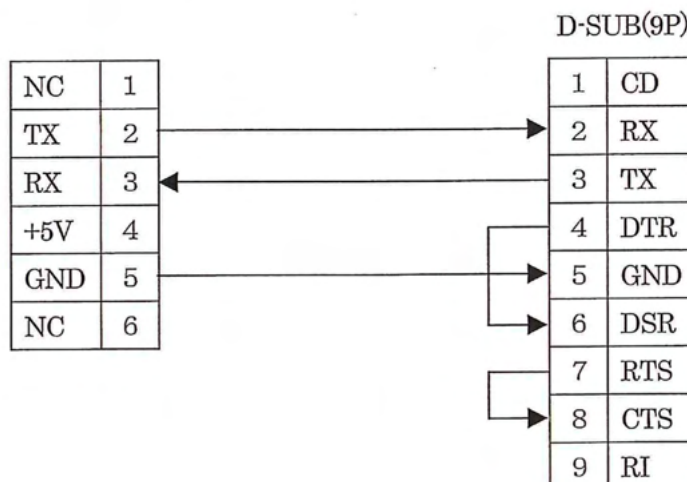 D-SUB(9P)
NC 1
TX 2
RX 3
+5V 4
GND 5
NC 6
1 CD
2 RX
3 TX
4 DTR
5 GND
6 DSR
7 RTS
8 CTS
9 RI